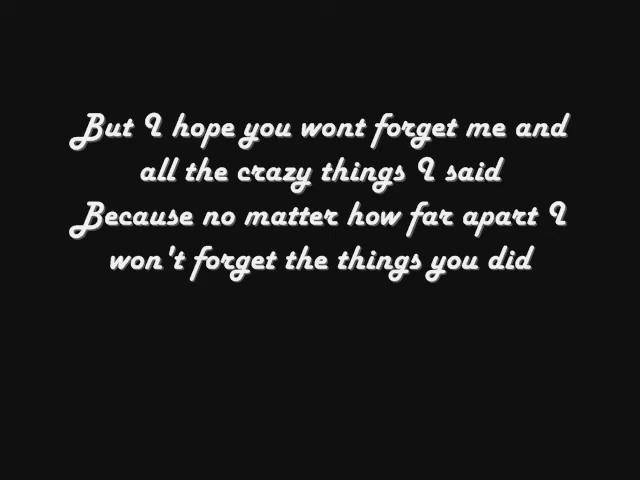 But I hope you wont forget me and
all the crazy things I said
Because no matter how far apart I
won't forget the things you did